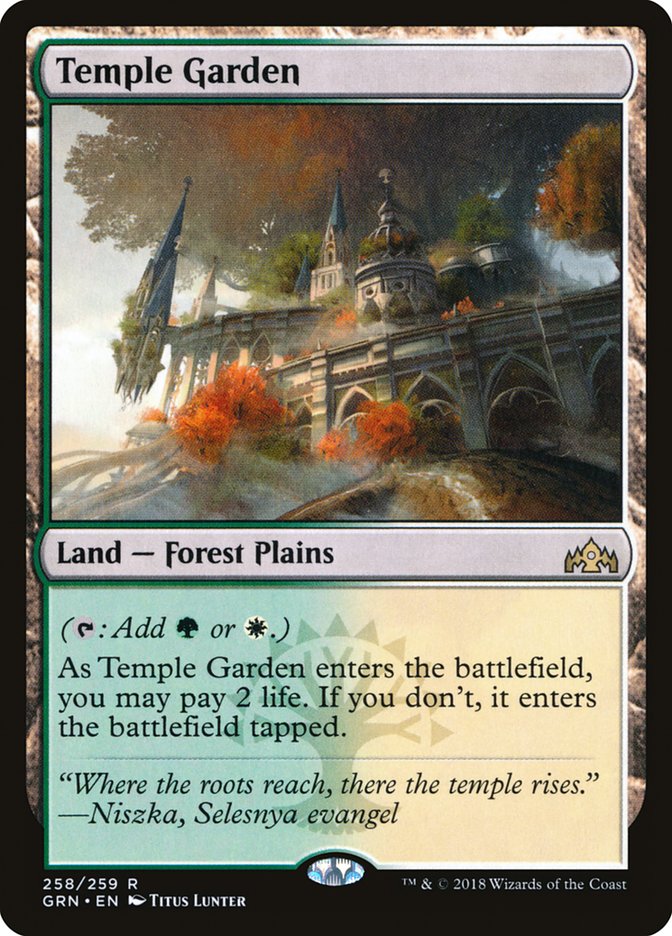 Temple Garden
Land — Forest Plains
( : Add or .)
As Temple Garden enters the battlefield,
you may pay 2 life. If you don't, it enters
the battlefield tapped.
“Where the roots reach, there the temple rises.”
—Niszka, Selesnya evangel
258/259 R
GRN • EN Titus Lunter
™ & © 2018 Wizards of the Coast